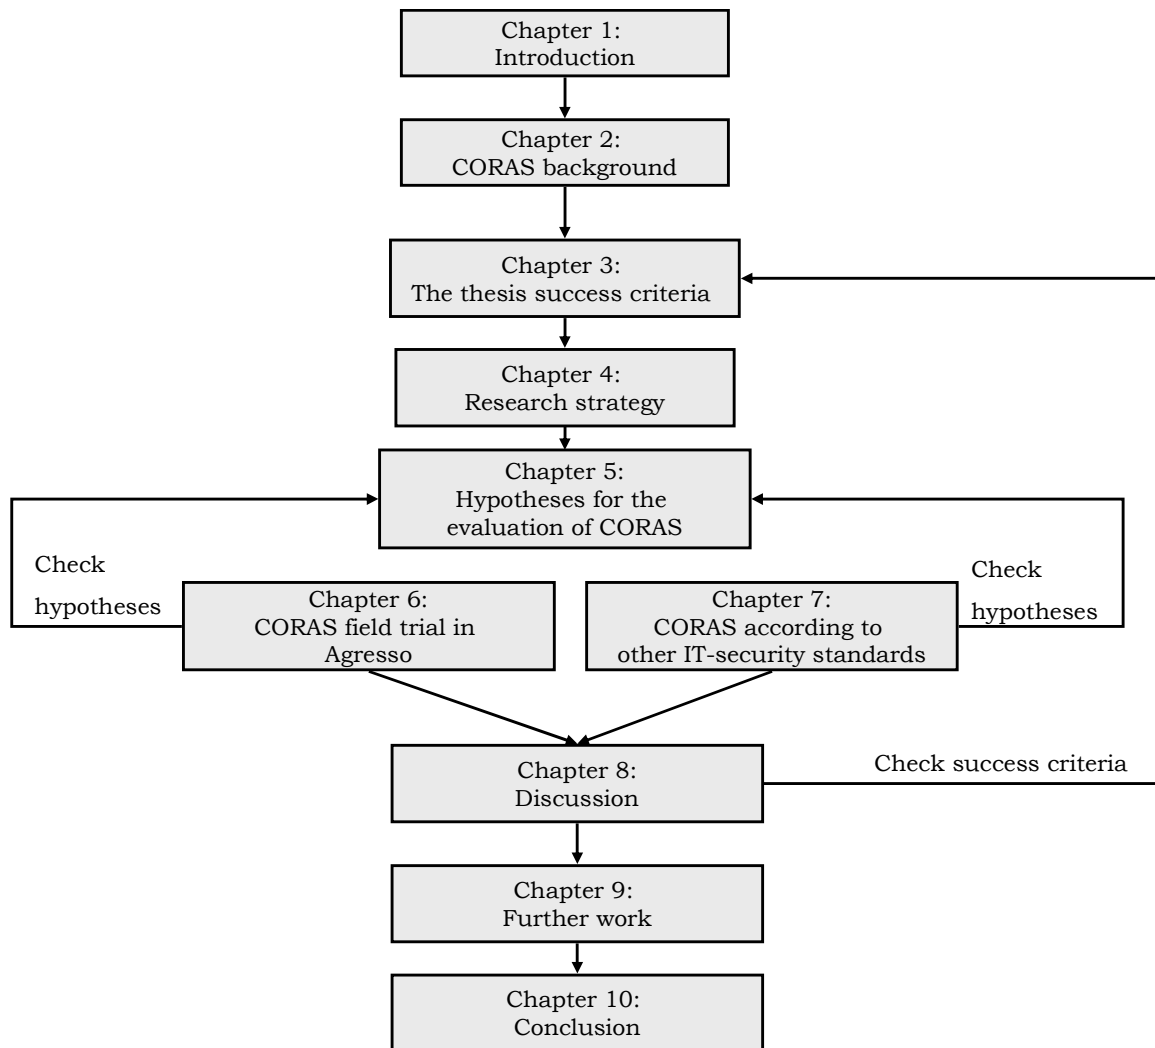 Chapter 1:
Introduction
Chapter 2:
CORAS background
Chapter 3:
The thesis success criteria
Chapter 4:
Research strategy
Chapter 5:
Hypotheses for the
evaluation of CORAS
Check
hypotheses
Chapter 6:
CORAS field trial in
Agresso
Chapter 7:
CORAS according to
other IT-security standards
Check
hypotheses
Chapter 8:
Discussion
Check success criteria
Chapter 9:
Further work
Chapter 10:
Conclusion